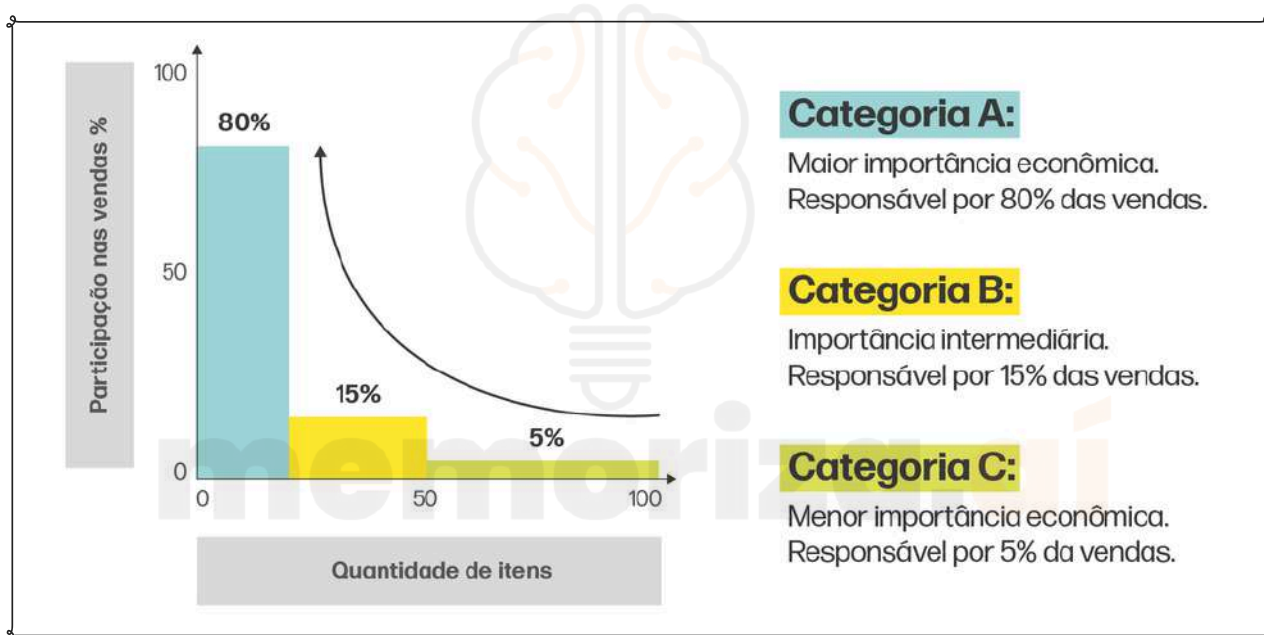 Participação nas vendas %
100
50
0
80%
15%
5%
0
50
100
Quantidade de itens
Categoria A:
Maior importância econômica.
Responsável por 80% das vendas.
Categoria B:
Importância intermediária.
Responsável por 15% das vendas.
Categoria C:
Menor importância econômica.
Responsável por 5% da vendas.
memoriza.aí